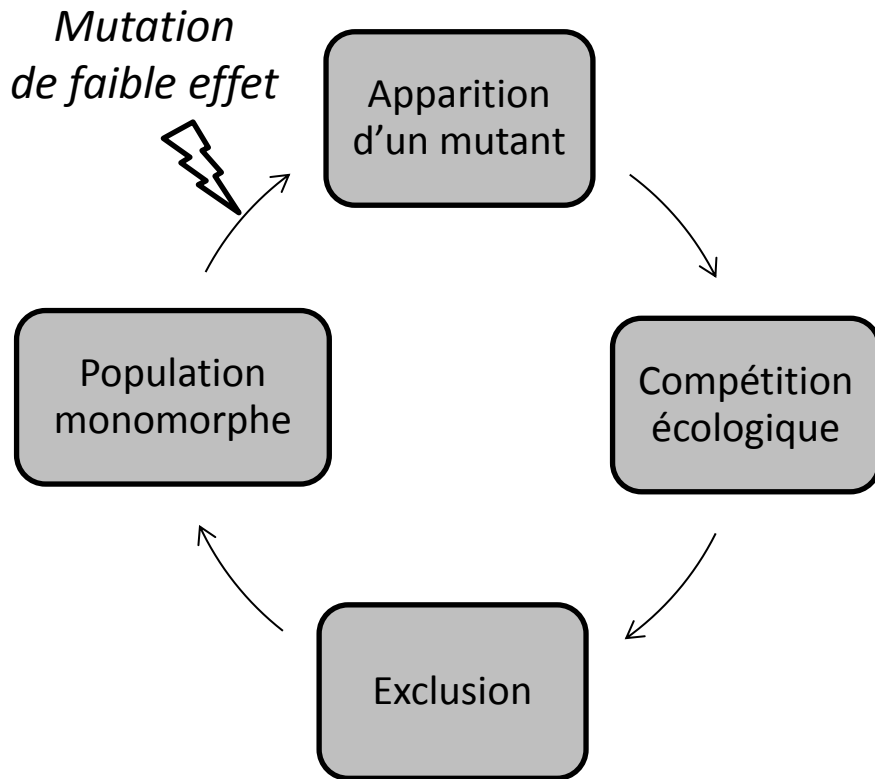 Mutation
de faible effet
Apparition
d’un mutant
Population
monomorphe
Compétition
écologique
Exclusion